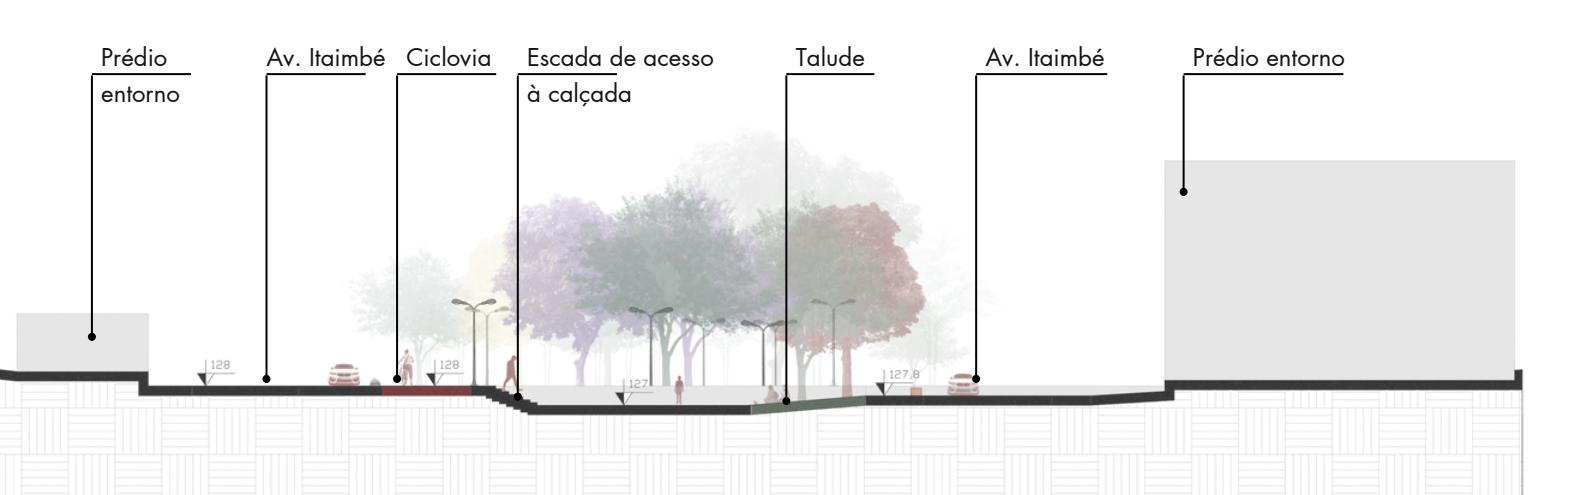 Prédio
entorno
Av. Itaimbé
Ciclovia
Escada de acesso
à calçada
Talude
Av. Itaimbé
Prédio entorno
128
128
127
127,8